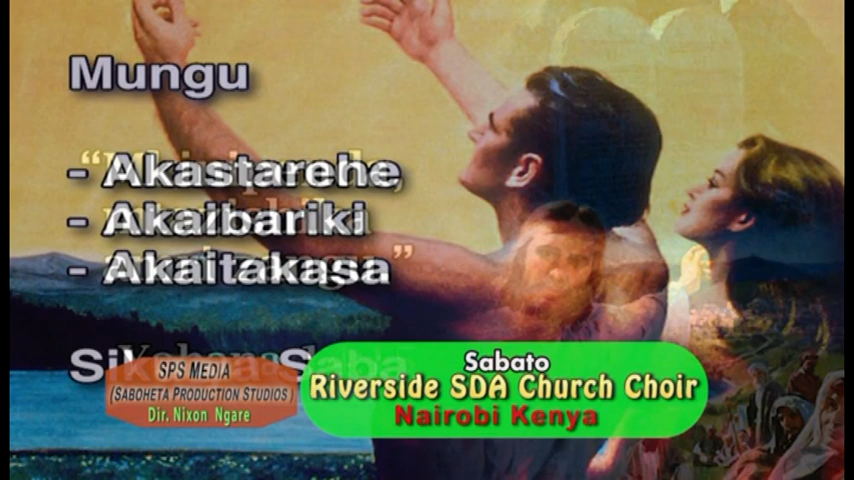 Mungu
- Akastarehe
- Akaibariki
- Akaitakasa
Saba
Sabato
SPS MEDIA
(SABOHETA PRODUCTION STUDIOS)
Dir. Nixon Ngare
Riverside SDA Church Choir
Nairobi Kenya